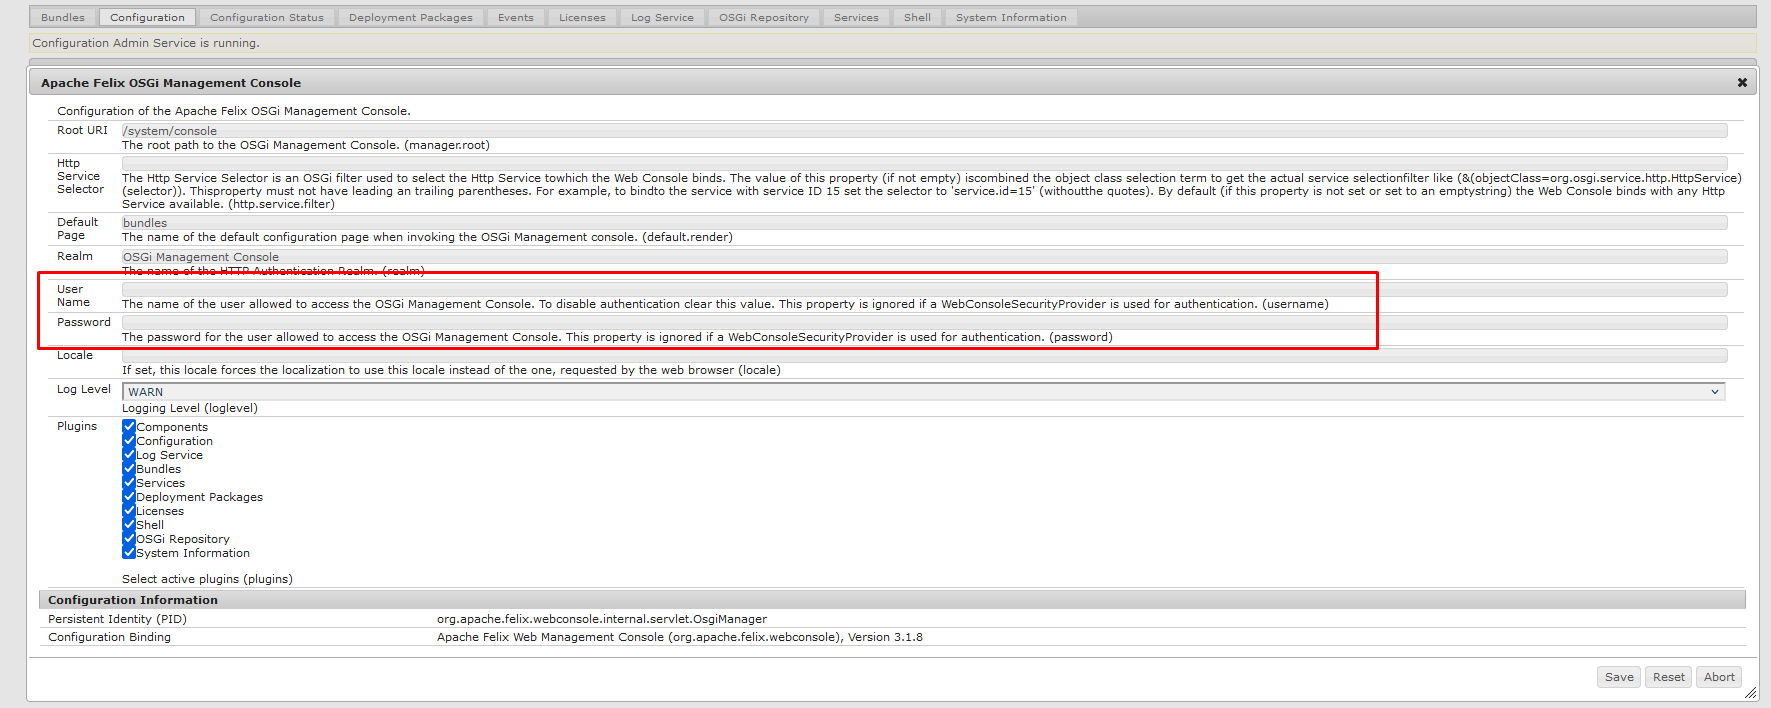 Bundles Configuration Configuration Status Deployment Packages Events Licenses Log Service OSGi Repository Services Shell System Information
Configuration Admin Service is running.
Apache Felix OSGi Management Console
Configuration of the Apache Felix OSGi Management Console.
Root URI /system/console
The root path to the OSGi Management Console. (manager.root)
Http Service Selector
The Http Service Selector is an OSGi filter used to select the Http Service towhich the Web Console binds. The value of this property (if not empty) iscombined the object class selection term to get the actual service selectionfilter like (&(objectClass=org.osgi.service.http.HttpService)
(selector)). Thisproperty must not have leading an trailing parentheses. For example, to bindto the service with service ID 15 set the selector to 'service.id=15' (withoutthe quotes). By default (if this property is not set or set to an emptystring) the Web Console binds with any Http
Service available. (http.service.filter)
Default Page bundles
The name of the default configuration page when invoking the OSGi Management console. (default.render)
Realm OSGi Management Console
The name of the HTTP Authentication Realm. (realm)
User Name
The name of the user allowed to access the OSGi Management Console. To disable authentication clear this value. This property is ignored if a WebConsoleSecurityProvider is used for authentication. (username)
Password
The password for the user allowed to access the OSGi Management Console. This property is ignored if a WebConsoleSecurityProvider is used for authentication. (password)
Locale
If set, this locale forces the localization to use this locale instead of the one, requested by the web browser (locale)
Log Level WARN
Logging Level (loglevel)
Plugins Components
Configuration
Log Service
Bundles
Services
Deployment Packages
Licenses
Shell
OSGi Repository
System Information
Select active plugins (plugins)
Configuration Information
Persistent Identity (PID) org.apache.felix.webconsole.internal.servlet.OsgiManager
Configuration Binding Apache Felix Web Management Console (org.apache.felix.webconsole), Version 3.1.8
Save Reset Abort